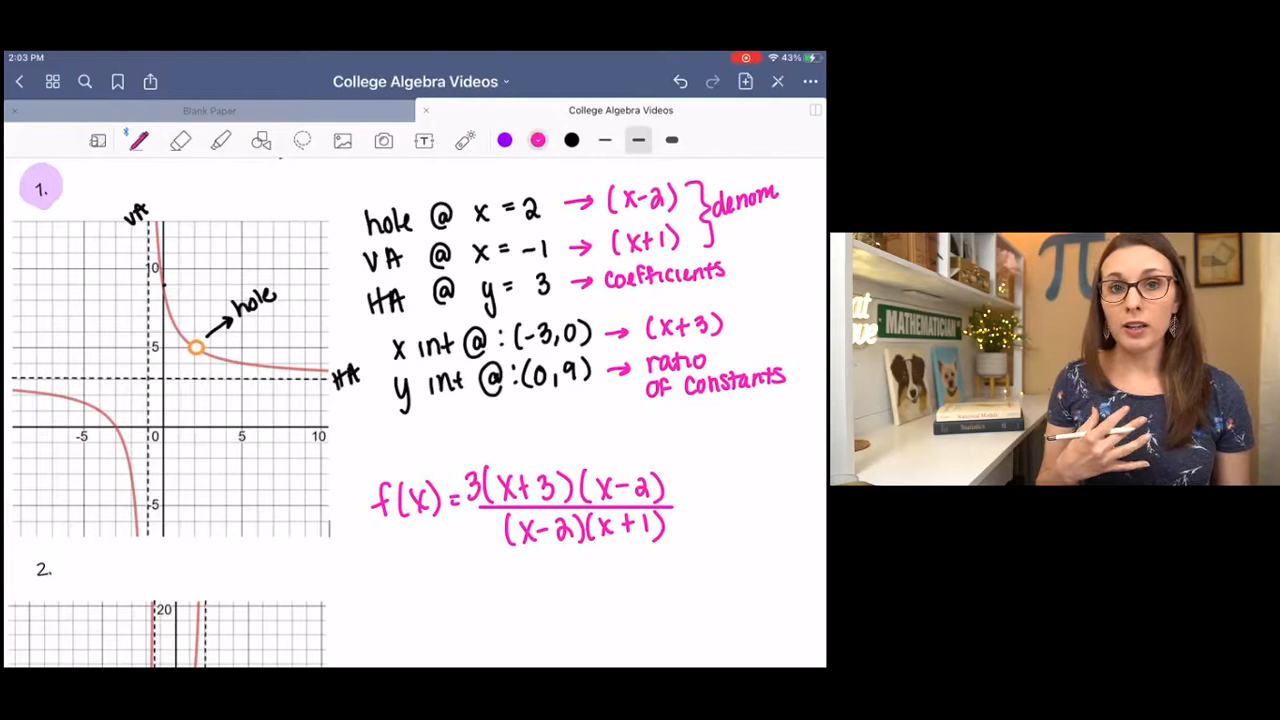 2:03 PM
43%
College Algebra Videos
Blank Paper
College Algebra Videos
T
1.
VA
10
hole
5
HA
-5
0
5
10
-5
hole @ x = 2 → (x-2)
VA @ x = -1 → (x+1)
} denom
HA @ y = 3 → coefficients
x int @ : (-3,0) → (x+3)
y int @ : (0,9) → ratio
of constants
f(x) = 3(x+3)(x-2)
(x-2)(x+1)
2.
20
MATHEMATICIAN
Statistics